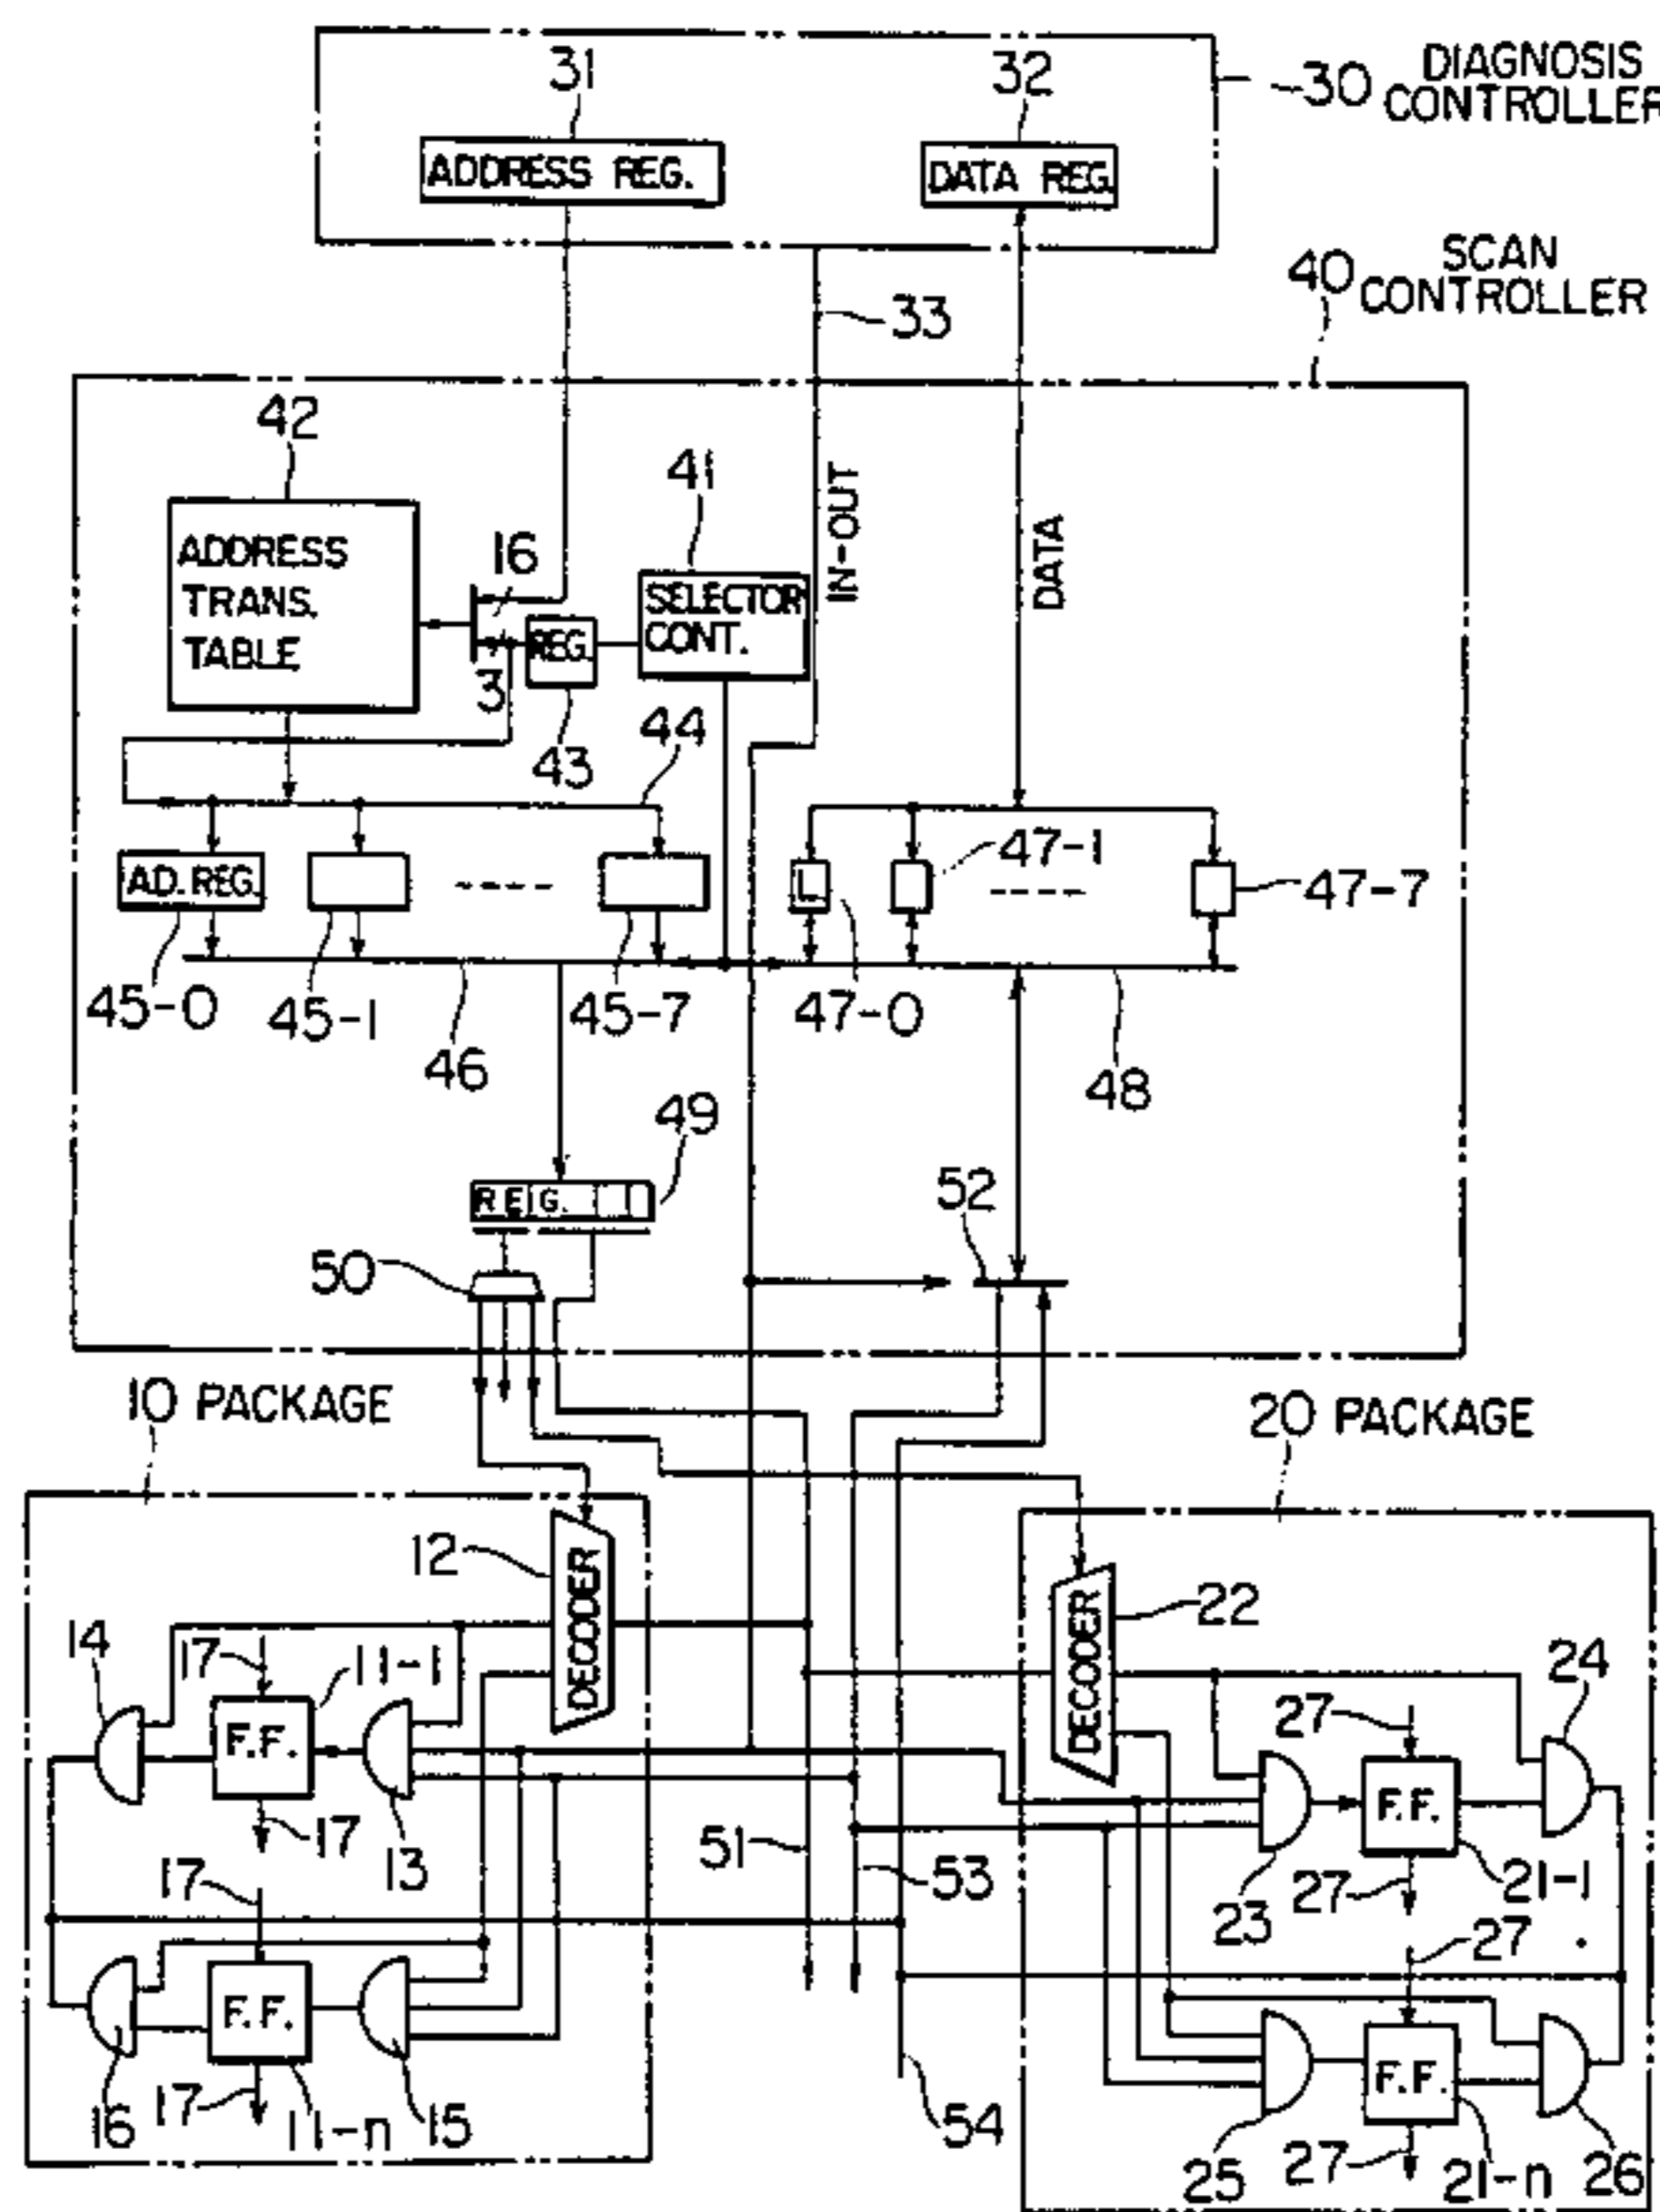 31
32
30 DIAGNOSIS
CONTROLLER
ADDRESS REG.
DATA REG.
33
40 SCAN
CONTROLLER
42
41
IN-OUT
DATA
ADDRESS
TRANS.
TABLE
16
3
REG.
SELECTOR
CONT.
43
44
47-1
47-7
AD. REG.
L
45-0
45-1
45-7
47-0
46
48
49
REG.
52
50
10 PACKAGE
20 PACKAGE
12
DECODER
22
DECODER
14
17
11-1
F.F.
13
17
24
27
F.F.
23
27
21-1
51
53
17
27
F.F.
16
17
11-n
15
54
F.F.
25
27
21-n
26